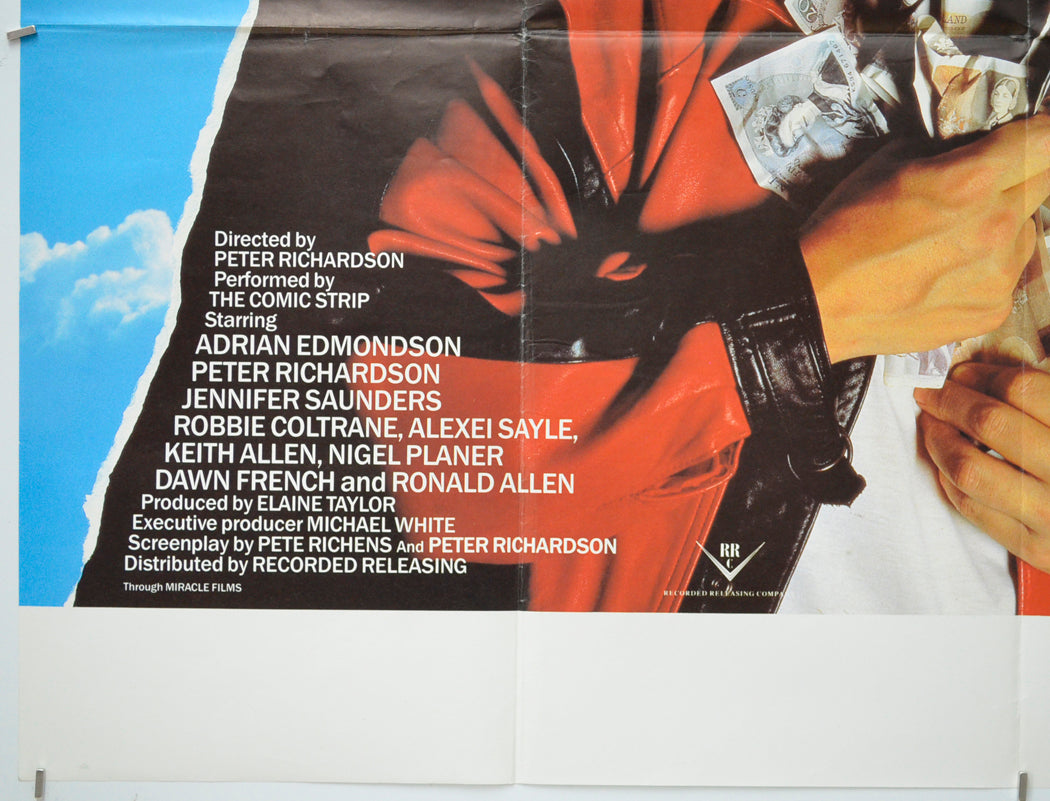 Directed by
PETER RICHARDSON
Performed by
THE COMIC STRIP
Starring
ADRIAN EDMONDSON
PETER RICHARDSON
JENNIFER SAUNDERS
ROBBIE COLTRANE, ALEXEI SAYLE,
KEITH ALLEN, NIGEL PLANER
DAWN FRENCH and RONALD ALLEN
Produced by ELAINE TAYLOR
Executive producer MICHAEL WHITE
Screenplay by PETE RICHENS And PETER RICHARDSON
Distributed by RECORDED RELEASING
Through MIRACLE FILMS
RR
C
RECORDED RELEASING COMPA